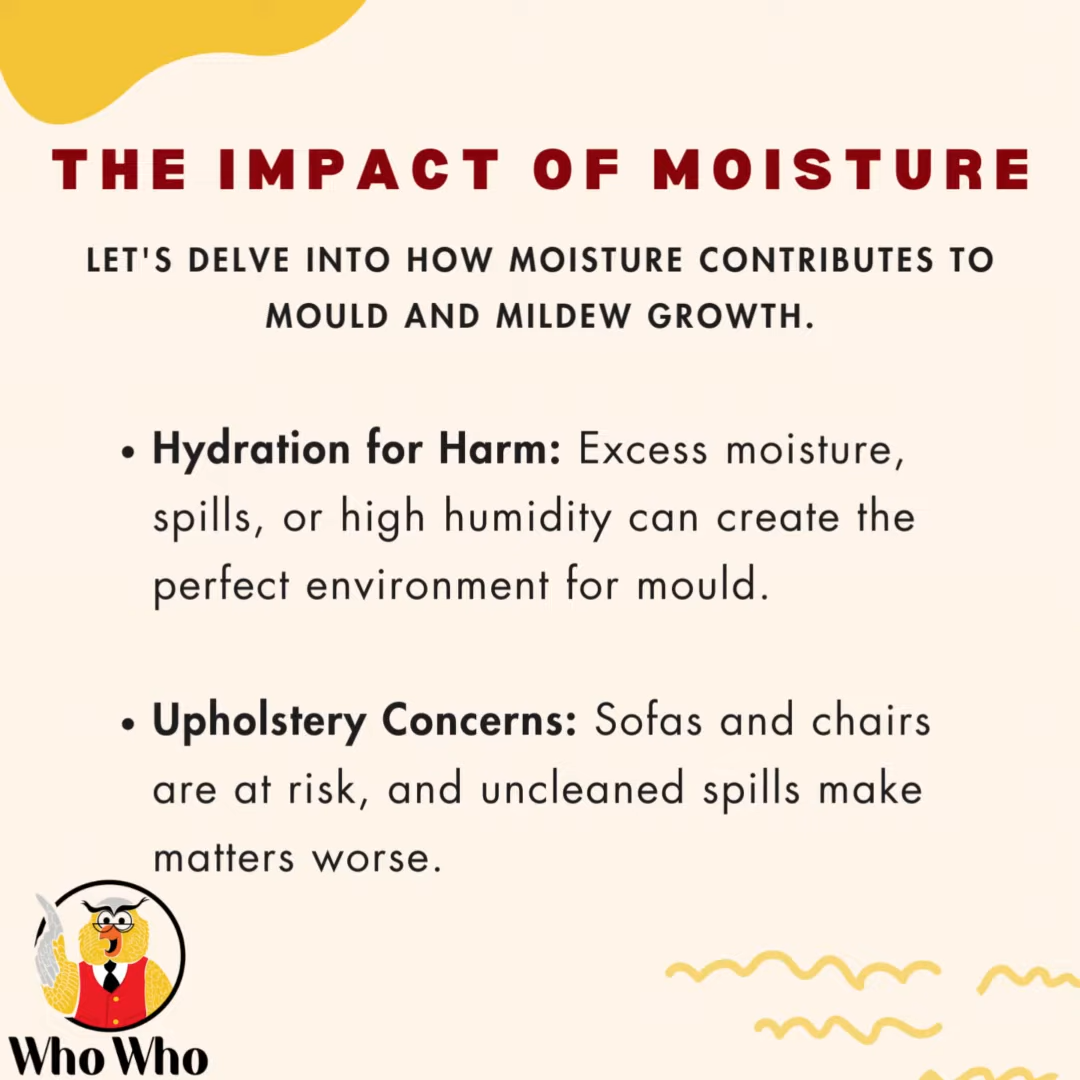 THE IMPACT OF MOISTURE
LET'S DELVE INTO HOW MOISTURE CONTRIBUTES TO
MOULD AND MILDEW GROWTH.
• Hydration for Harm: Excess moisture,
spills, or high humidity can create the
perfect environment for mould.
• Upholstery Concerns: Sofas and chairs
are at risk, and uncleaned spills make
matters worse.
Who Who